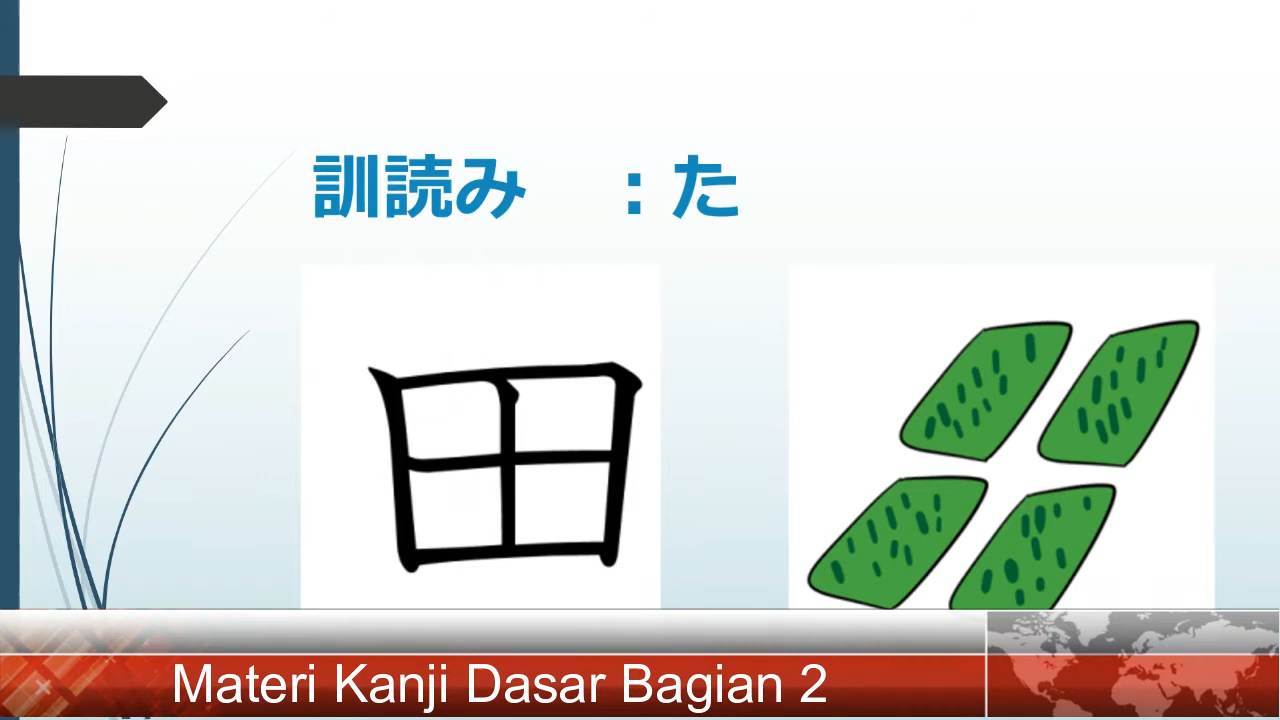 訓読み　：た
田
Materi Kanji Dasar Bagian 2